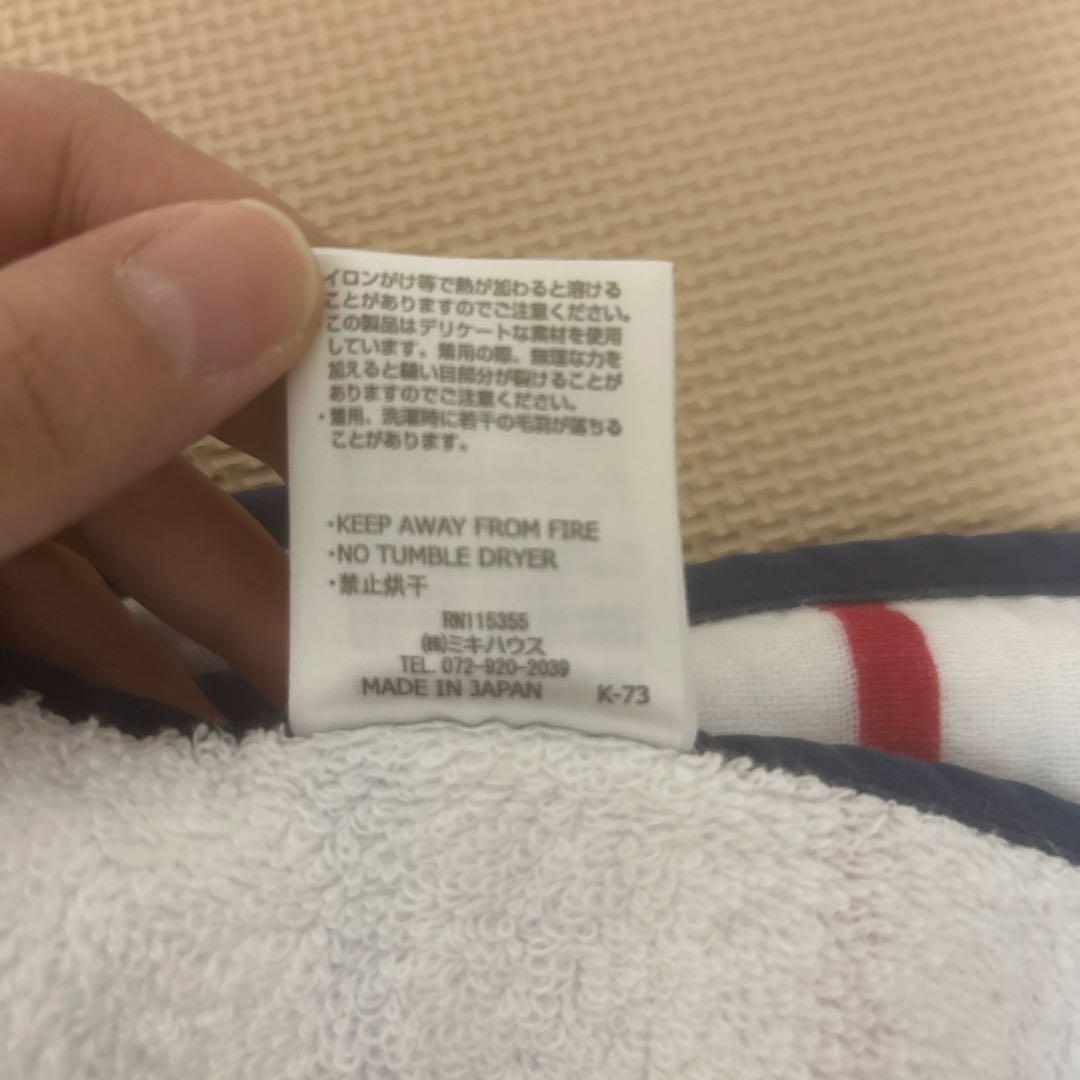 イロンがけ等で熱が加わると溶ける
ことがありますのでご注意ください。
この製品はデリケートな素材を使用
しています。着用の際、無理な力を
加えると縫い目部分が裂けることが
ありますのでご注意ください。
・着用、洗濯時に若干の毛羽が落ちる
ことがあります。
・KEEP AWAY FROM FIRE
・NO TUMBLE DRYER
・禁止烘干
RN115355
㈱ミキハウス
TEL. 072-920-2039
MADE IN JAPAN K-73